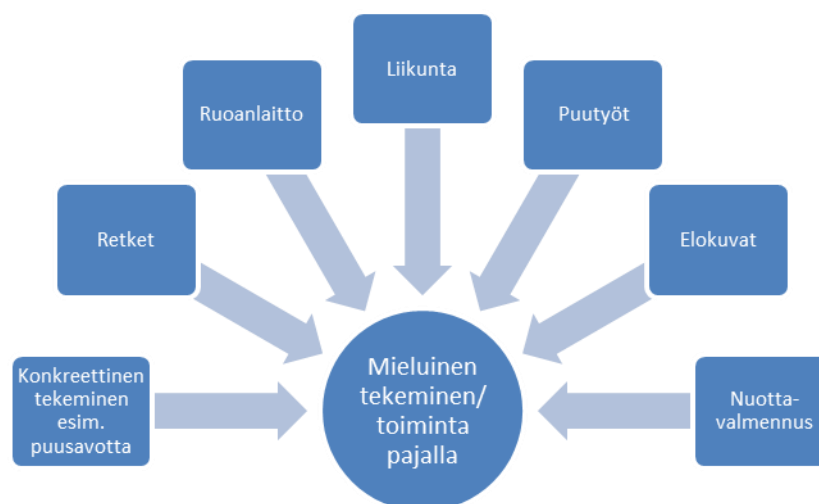 Liikunta
Ruoanlaitto
Puutyöt
Retket
Elokuvat
Konkreettinen
tekeminen
esim.
puusavotta
Mieluinen
tekeminen/
toiminta
pajalla
Nuotta-
valmennus